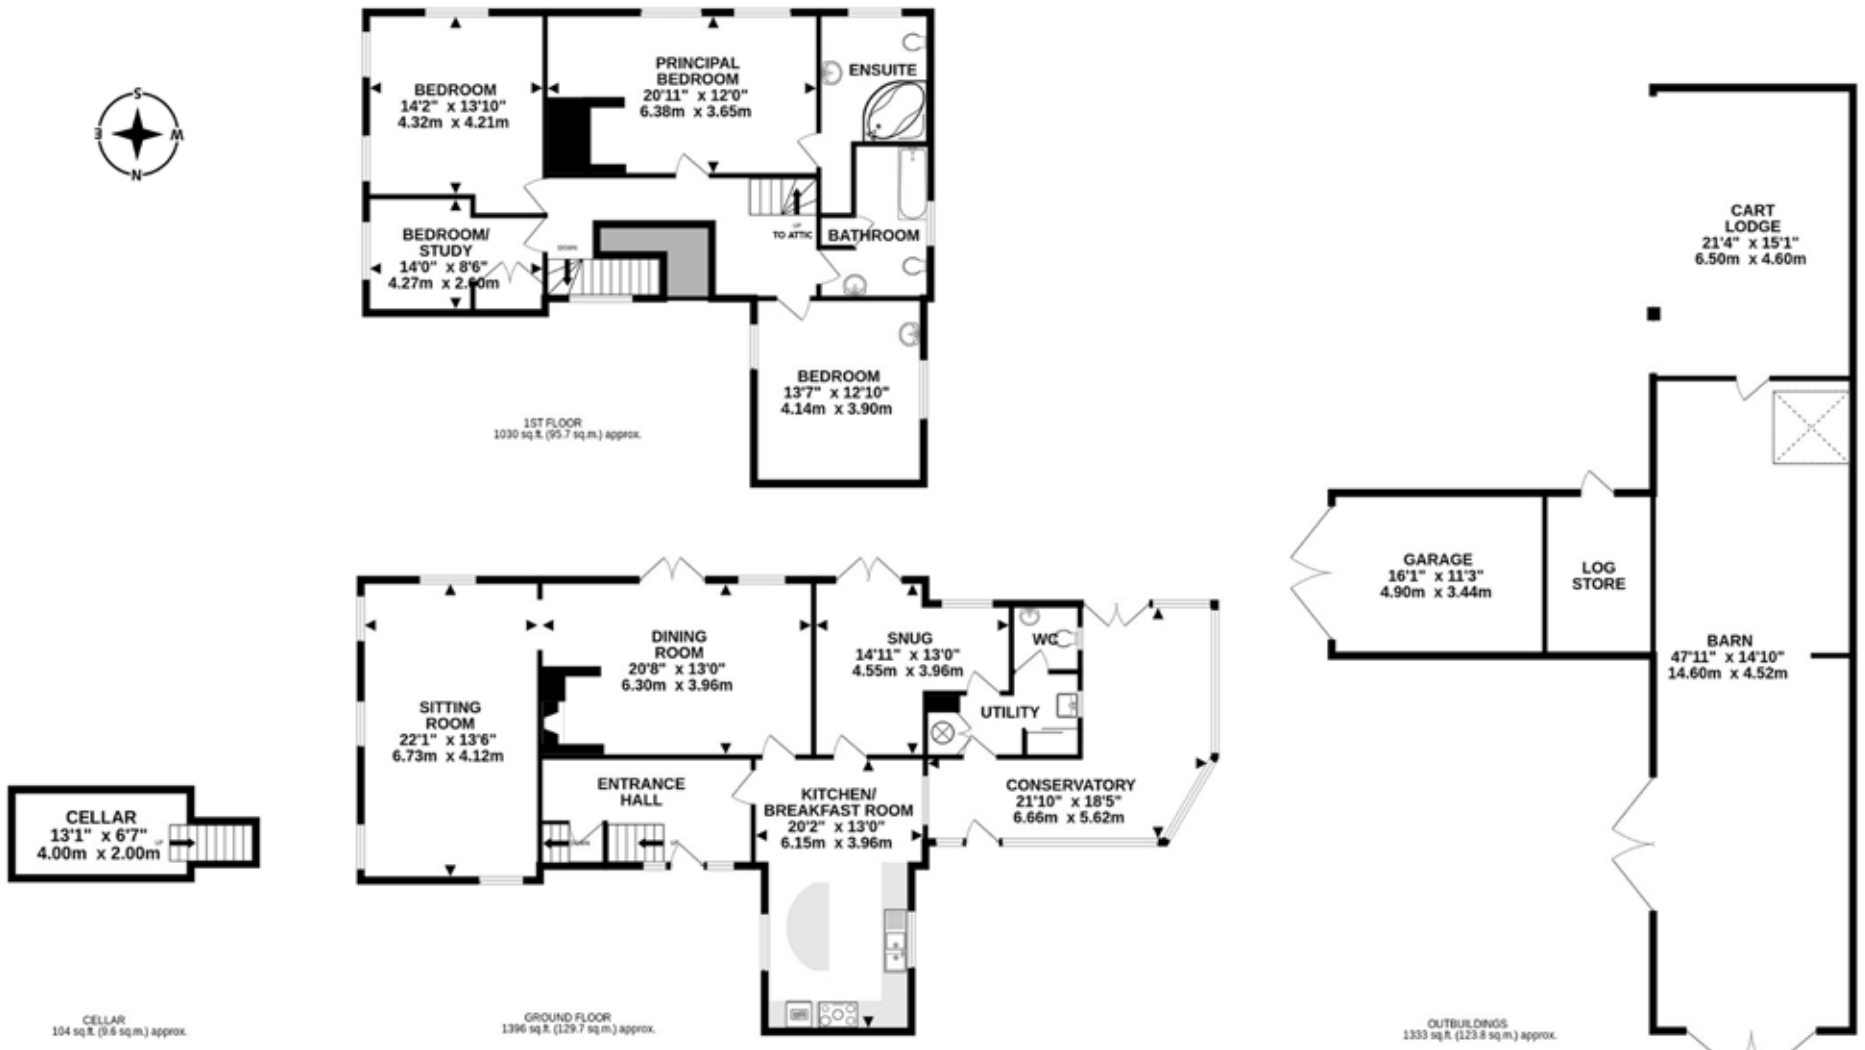 S
E
W
N
BEDROOM
14'2" x 13'10"
4.32m x 4.21m
PRINCIPAL
BEDROOM
20'11" x 12'0"
6.38m x 3.65m
ENSUITE
BEDROOM/
STUDY
14'0" x 8'6"
4.27m x 2.60m
DOWN
UP
TO ATTIC
BATHROOM
BEDROOM
13'7" x 12'10"
4.14m x 3.90m
1ST FLOOR
1030 sq.ft. (95.7 sq.m.) approx.
CART
LODGE
21'4" x 15'1"
6.50m x 4.60m
GARAGE
16'1" x 11'3"
4.90m x 3.44m
LOG
STORE
BARN
47'11" x 14'10"
14.60m x 4.52m
OUTBUILDINGS
1333 sq.ft. (123.8 sq.m.) approx.
SITTING
ROOM
22'1" x 13'6"
6.73m x 4.12m
DINING
ROOM
20'8" x 13'0"
6.30m x 3.96m
SNUG
14'11" x 13'0"
4.55m x 3.96m
WC
UTILITY
ENTRANCE
HALL
DOWN
UP
KITCHEN/
BREAKFAST ROOM
20'2" x 13'0"
6.15m x 3.96m
CONSERVATORY
21'10" x 18'5"
6.66m x 5.62m
GROUND FLOOR
1396 sq.ft. (129.7 sq.m.) approx.
CELLAR
13'1" x 6'7"
4.00m x 2.00m
UP
CELLAR
104 sq.ft. (9.6 sq.m.) approx.